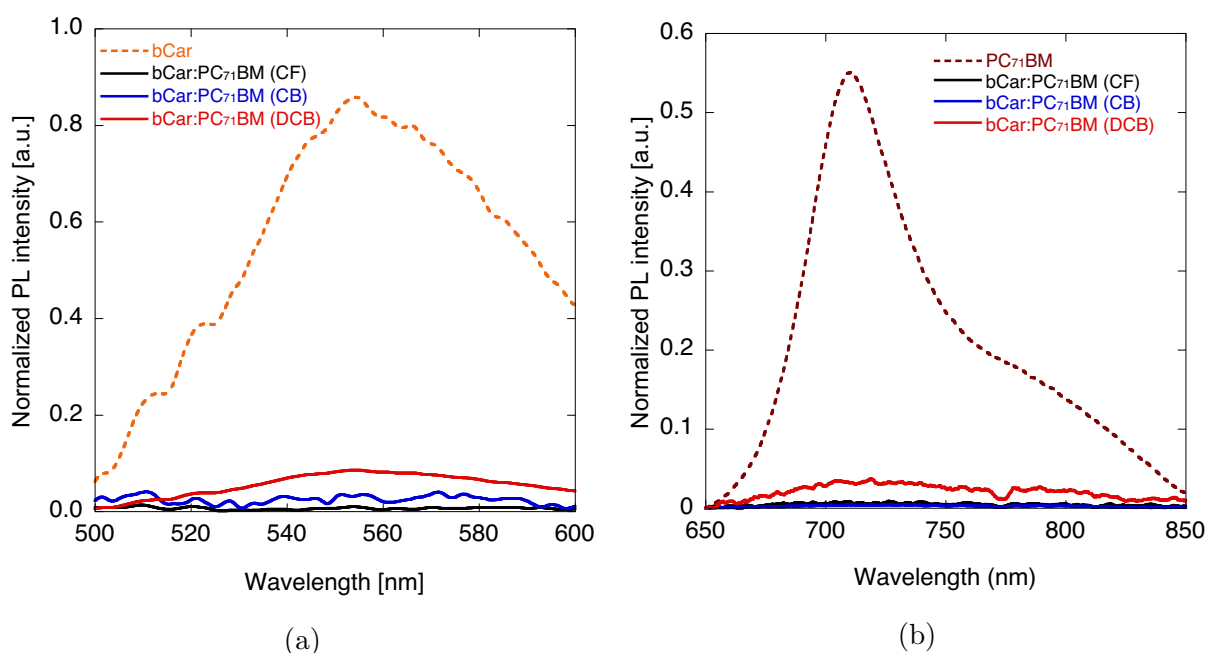 1.0
0.8
0.6
0.4
0.2
0.0
Normalized PL intensity [a.u.]
bCar
bCar:PC₇₁BM (CF)
bCar:PC₇₁BM (CB)
bCar:PC₇₁BM (DCB)
500
520
540
560
580
600
Wavelength [nm]
(a)
0.6
0.5
0.4
0.3
0.2
0.1
0
Normalized PL intensity [a.u.]
PC₇₁BM
bCar:PC₇₁BM (CF)
bCar:PC₇₁BM (CB)
bCar:PC₇₁BM (DCB)
650
700
750
800
850
Wavelength (nm)
(b)